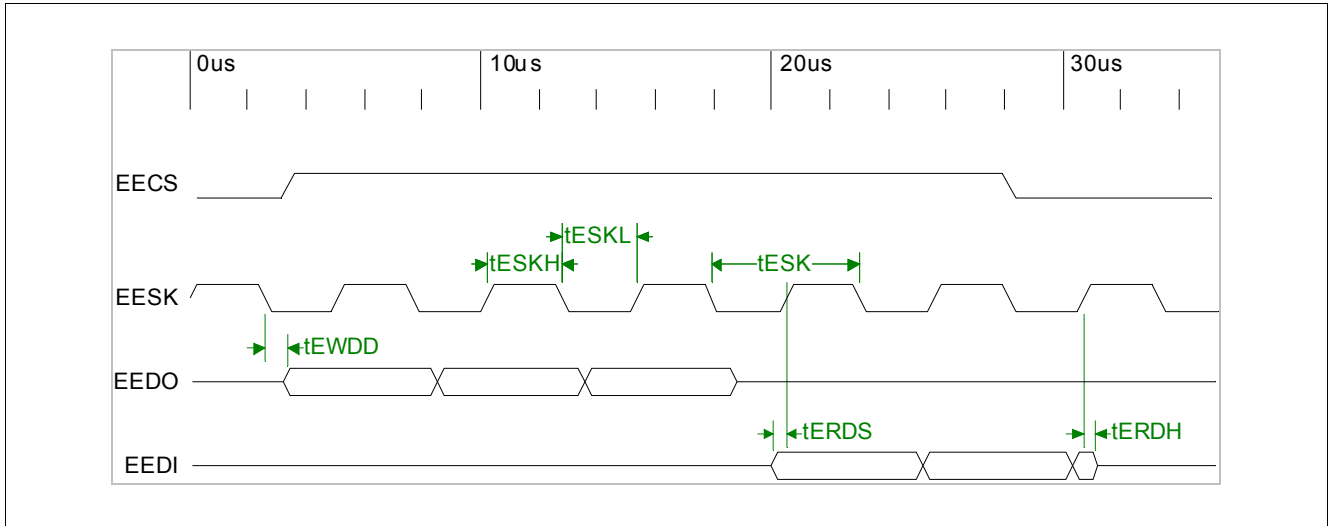 0us 10us 20us 30us
EECS
tESKL
tESKH tESK
EESK
tEWDD
EEDO
tERDS tERDH
EEDI